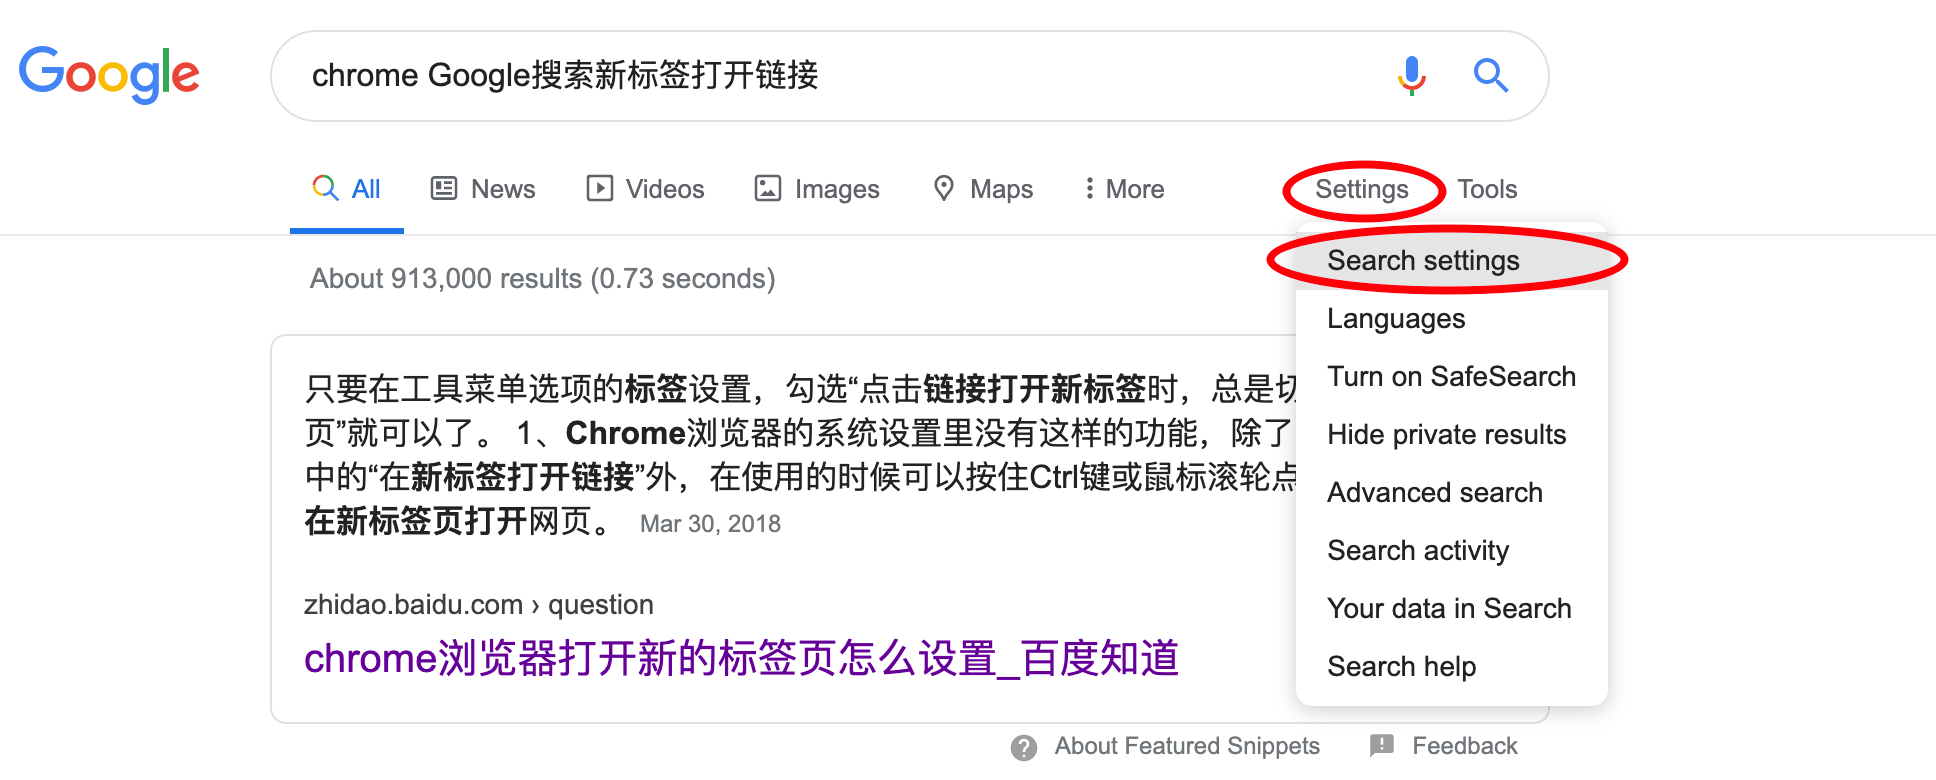 Google
chrome Google搜索新标签打开链接
All News Videos Images Maps More Settings Tools
Search settings
About 913,000 results (0.73 seconds)
Languages
Turn on SafeSearch
Hide private results
Advanced search
Search activity
Your data in Search
Search help
只要在工具菜单选项的标签设置，勾选“点击链接打开新标签时，总是切
页”就可以了。 1、Chrome浏览器的系统设置里没有这样的功能，除了
中的“在新标签打开链接”外，在使用的时候可以按住Ctrl键或鼠标滚轮点
在新标签页打开网页。 Mar 30, 2018
zhidao.baidu.com › question
chrome浏览器打开新的标签页怎么设置_百度知道
About Featured Snippets Feedback